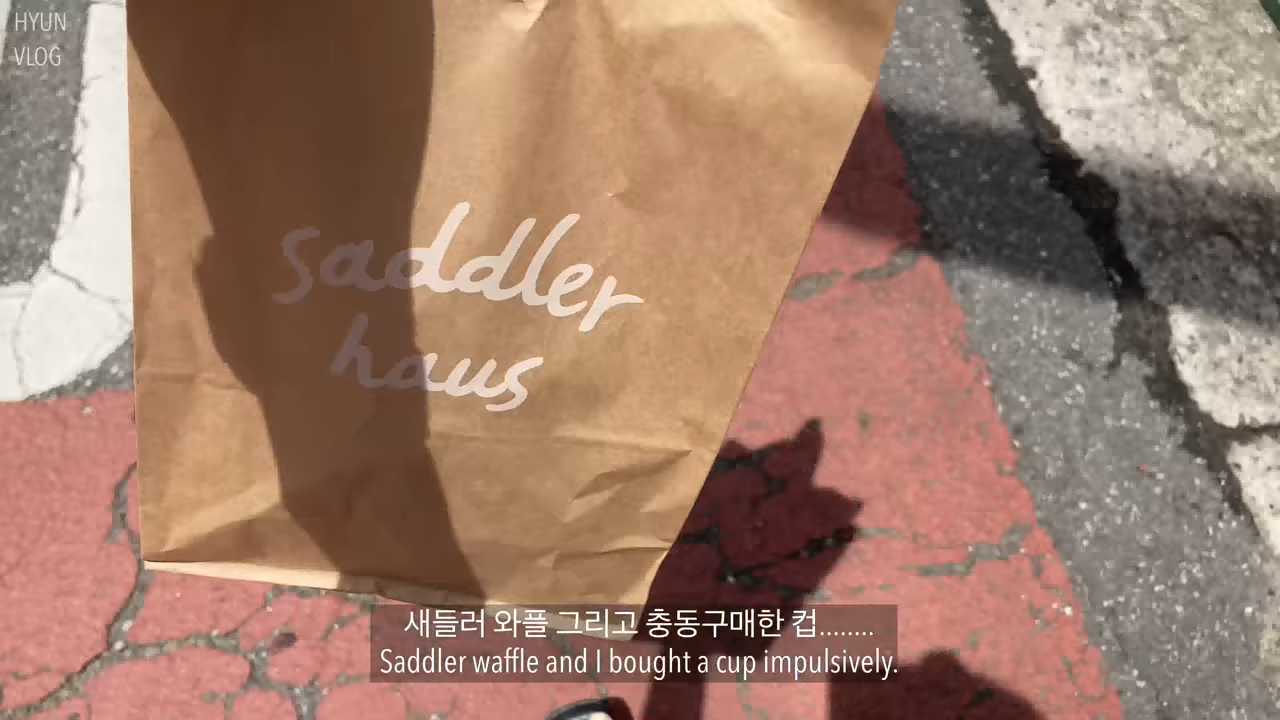 HYUN
VLOG
saddler
haus
새들러 와플 그리고 충동구매한 컵........
Saddler waffle and I bought a cup impulsively.